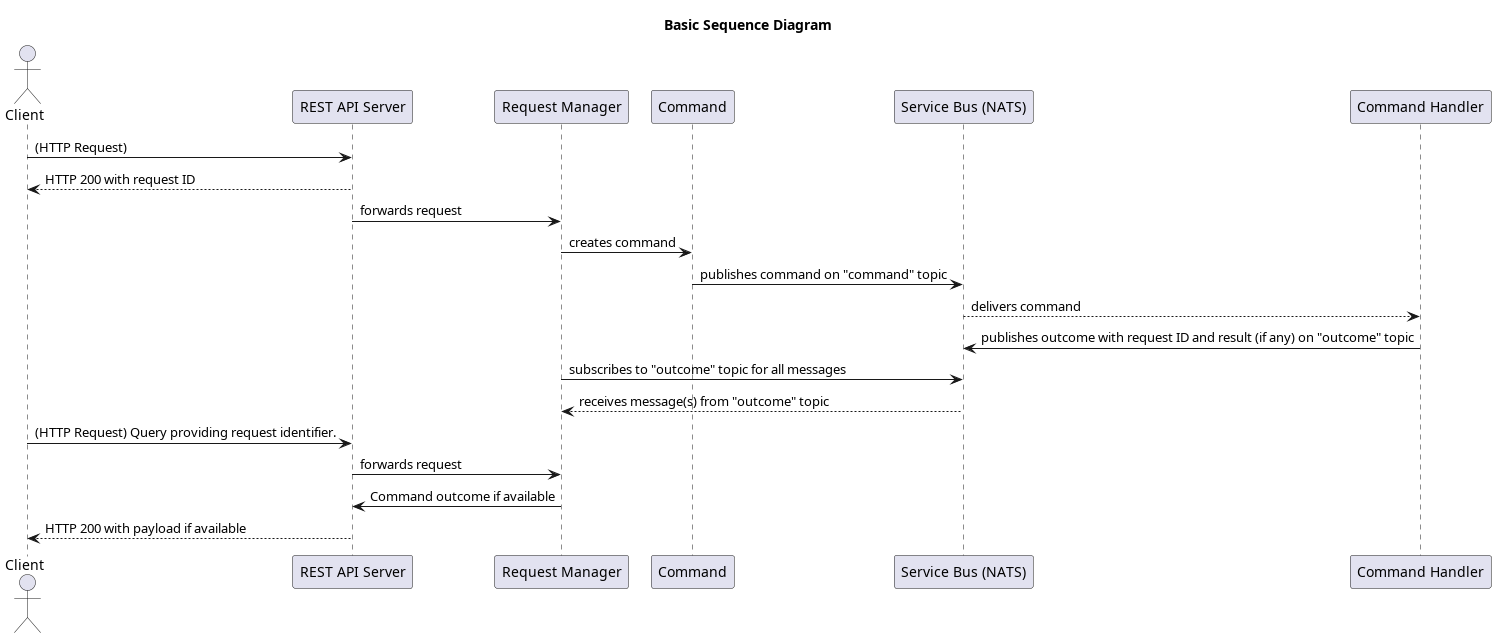 Basic Sequence Diagram
Client
REST API Server
Request Manager
Command
Service Bus (NATS)
Command Handler
(HTTP Request)
HTTP 200 with request ID
forwards request
creates command
publishes command on "command" topic
delivers command
publishes outcome with request ID and result (if any) on "outcome" topic
subscribes to "outcome" topic for all messages
receives message(s) from "outcome" topic
(HTTP Request) Query providing request identifier.
forwards request
Command outcome if available
HTTP 200 with payload if available
Client
REST API Server
Request Manager
Command
Service Bus (NATS)
Command Handler